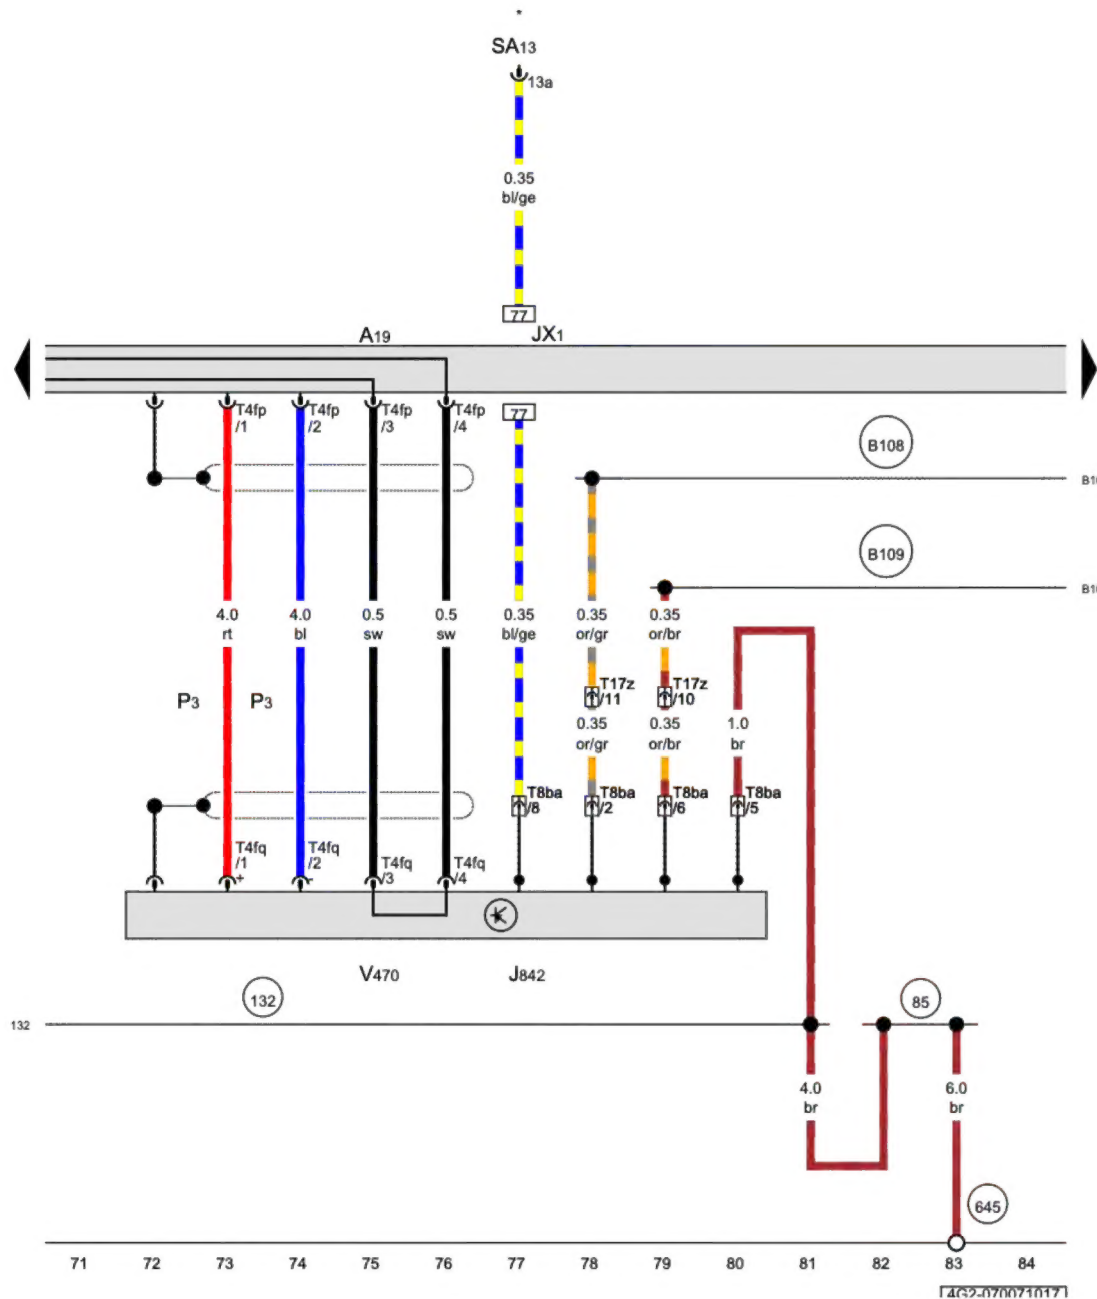 *
SA13
13a
0.35
bl/ge
77
A19
JX1
T4fp
/1
T4fp
/2
T4fp
/3
T4fp
/4
77
B108
B109
4.0
rt
4.0
bl
0.5
sw
0.5
sw
0.35
bl/ge
0.35
or/gr
0.35
or/br
P3
P3
T17z
/11
T17z
/10
0.35
or/gr
0.35
or/br
1.0
br
T8ba
/8
T8ba
/2
T8ba
/6
T8ba
/5
T4fq
/1
+
T4fq
/2
-
T4fq
/3
T4fq
/4
V470
J842
132
85
132
4.0
br
6.0
br
645
71 72 73 74 75 76 77 78 79 80 81 82 83 84
4G2-070071017